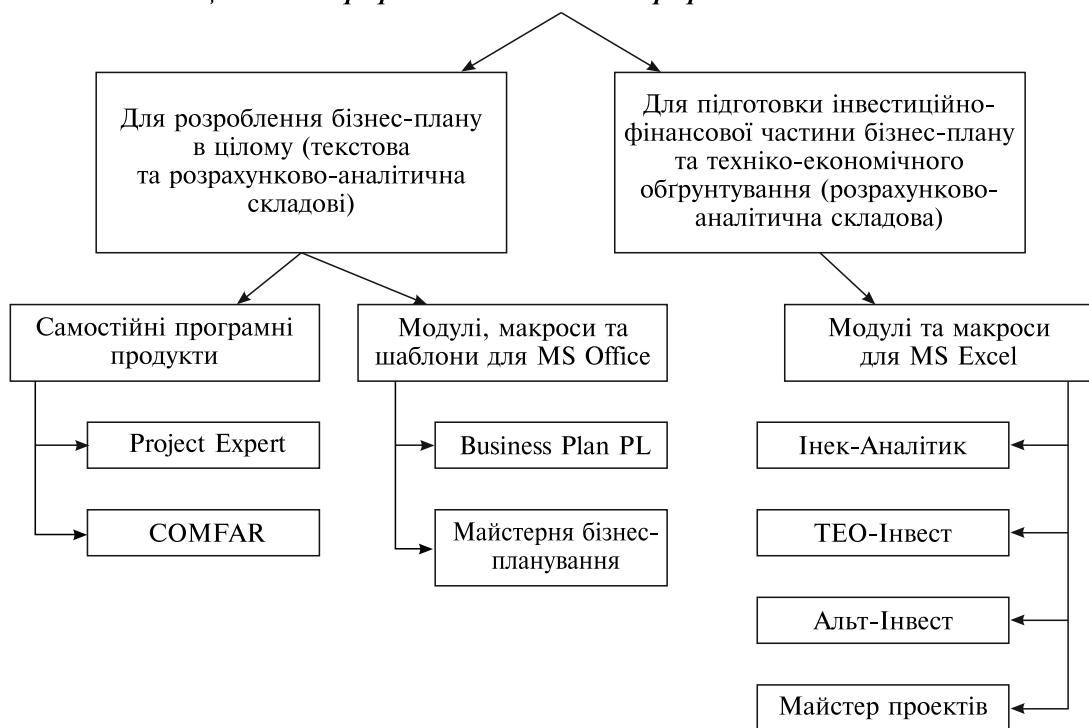 Для розроблення бізнес-плану
в цілому (текстова
та розрахунково-аналітична
складові)
Для підготовки інвестиційно-
фінансової частини бізнес-плану
та техніко-економічного
обґрунтування (розрахунково-
аналітична складова)
Самостійні програмні
продукти
Модулі, макроси та
шаблони для MS Office
Модулі та макроси
для MS Excel
Project Expert
COMFAR
Business Plan PL
Майстерня бізнес-
планування
Інек-Аналітик
ТЕО-Інвест
Альт-Інвест
Майстер проектів